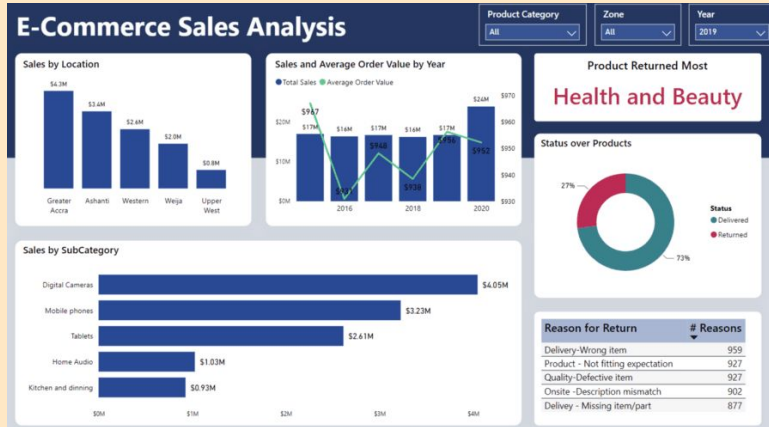 E-Commerce Sales Analysis
Product Category
All
Zone
All
Year
2019
Sales by Location
$4.3M
$3.4M
$2.6M
$2.0M
$0.8M
Greater Accra
Ashanti
Western
Weija
Upper West
Sales and Average Order Value by Year
Total Sales
Average Order Value
$967
$17M
$16M
$17M
$16M
$17M
$24M
$948
$938
$956
$952
$20M
$10M
$0M
$970
$960
$950
$940
$930
2016
2018
2020
Product Returned Most
Health and Beauty
Status over Products
27%
73%
Status
Delivered
Returned
Sales by SubCategory
Digital Cameras
$4.05M
Mobile phones
$3.23M
Tablets
$2.61M
Home Audio
$1.03M
Kitchen and dinning
$0.93M
$0M
$1M
$2M
$3M
$4M
Reason for Return # Reasons
Delivery-Wrong item 959
Product - Not fitting expectation 927
Quality-Defective item 927
Onsite -Description mismatch 902
Delivey - Missing item/part 877